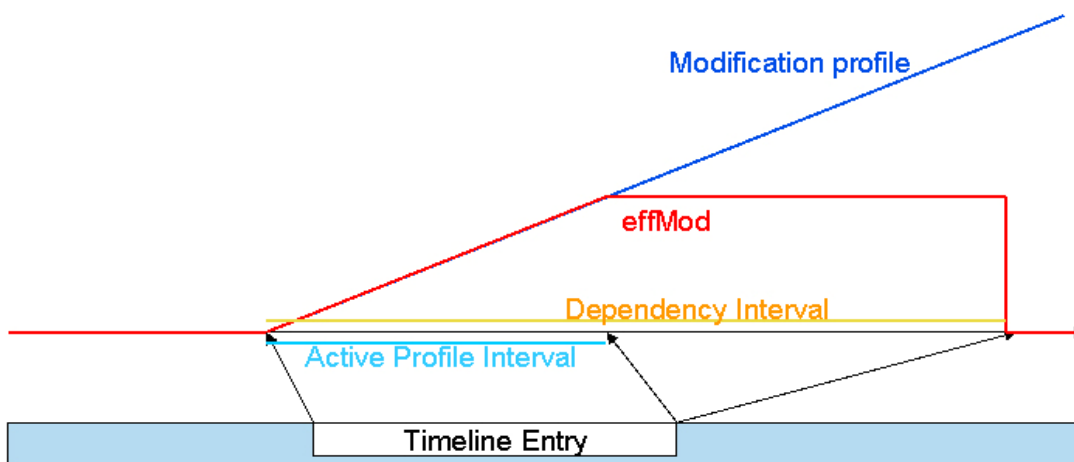 Modification profile
effMod
Dependency Interval
Active Profile Interval
Timeline Entry